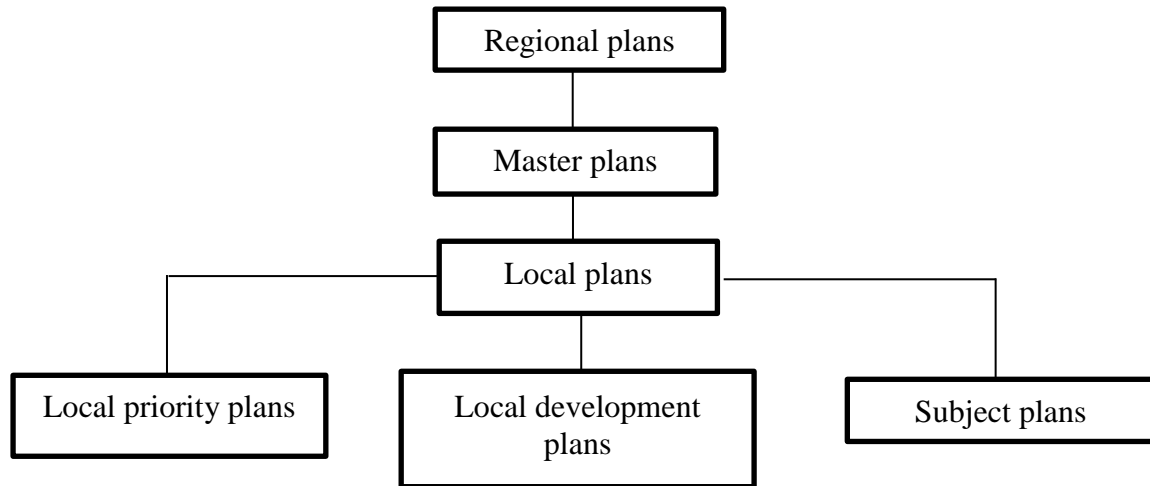 Regional plans
Master plans
Local plans
Local priority plans
Local development
plans
Subject plans